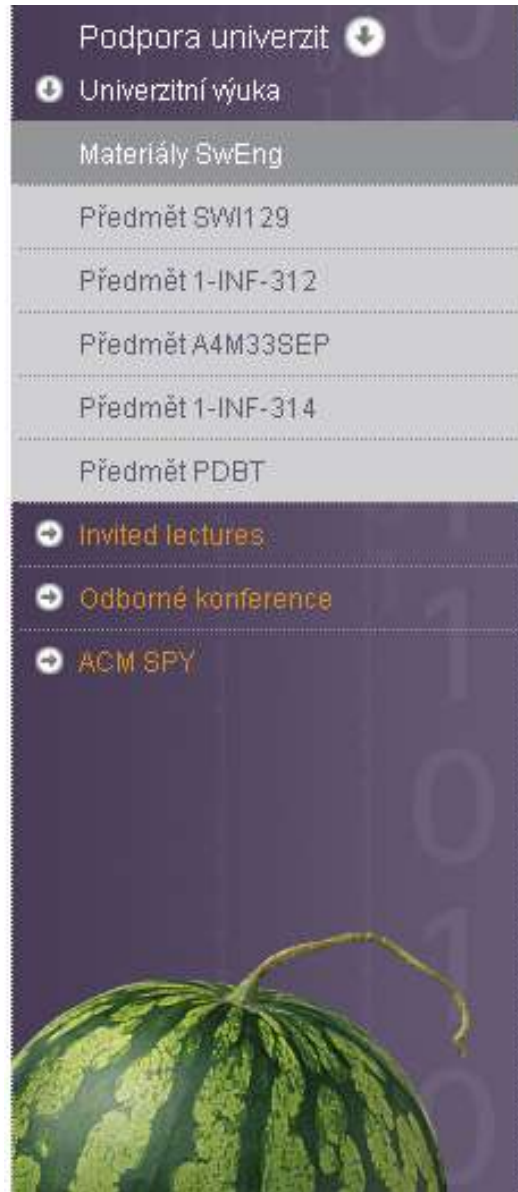 Podpora univerzit
Univerzitní výuka
Materiály SwEng
Předmět SWI129
Předmět 1-INF-312
Předmět A4M33SEP
Předmět 1-INF-314
Předmět PDBT
Invited lectures
Odborné konference
ACM SPY